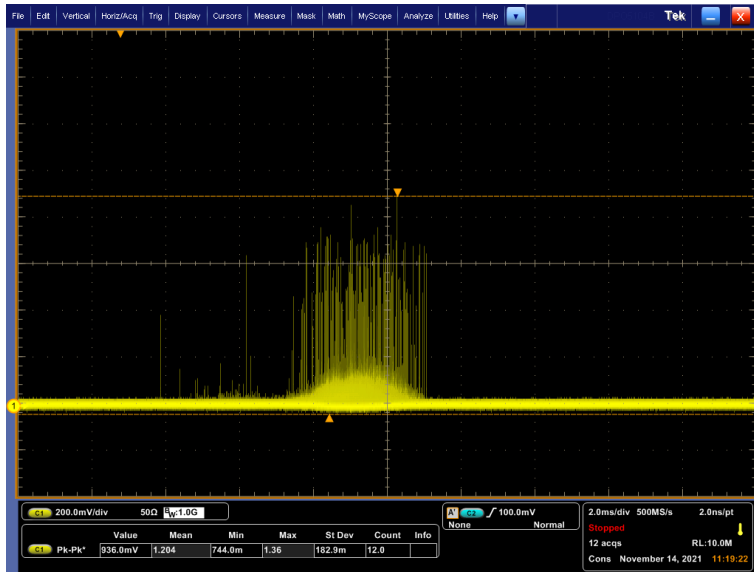 File Edit Vertical Horiz/Acq Trig Display Cursors Measure Mask Math MyScope Analyze Utilities Help Tek X
1
C1 200.0mV/div 50Ω BW:1.0G
A' C2 100.0mV
None Normal
2.0ms/div 500MS/s 2.0ns/pt
Stopped
12 acqs RL:10.0M
Cons November 14, 2021 11:19:22
Value Mean Min Max St Dev Count Info
C1 Pk-Pk* 936.0mV 1.204 744.0m 1.36 182.9m 12.0